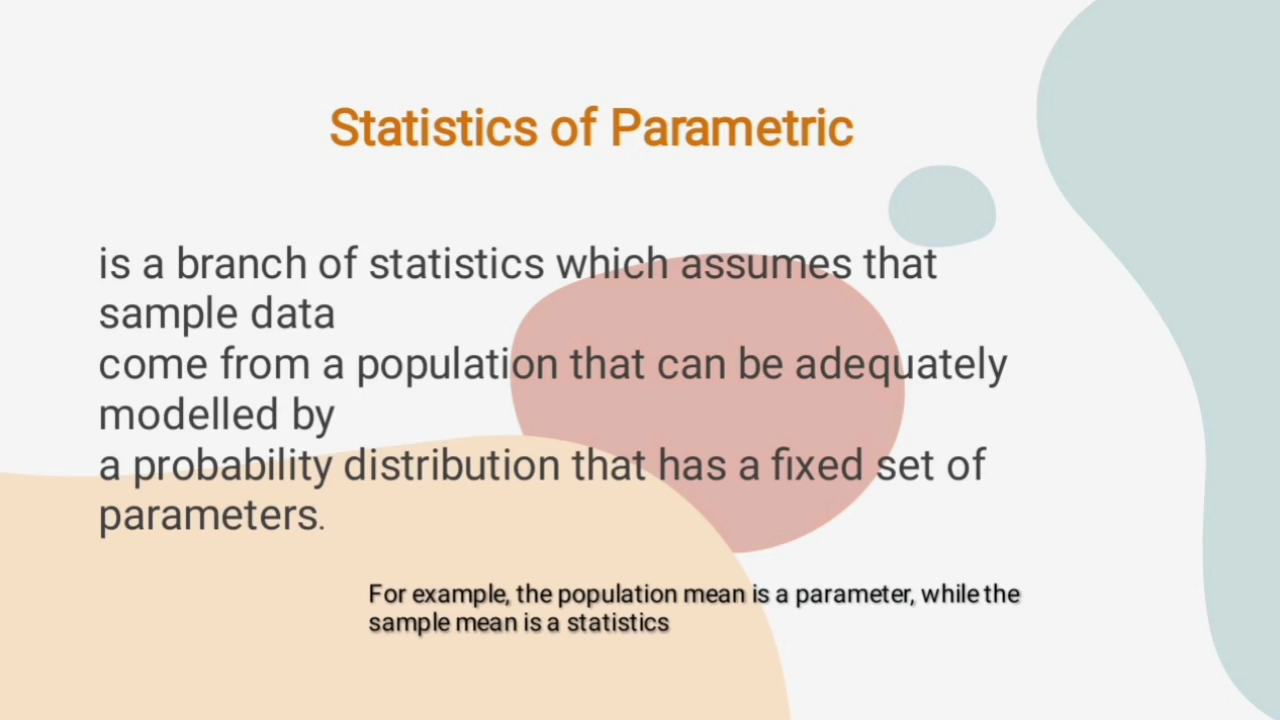 Statistics of Parametric
is a branch of statistics which assumes that
sample data
come from a population that can be adequately
modelled by
a probability distribution that has a fixed set of
parameters.
For example, the population mean is a parameter, while the
sample mean is a statistics